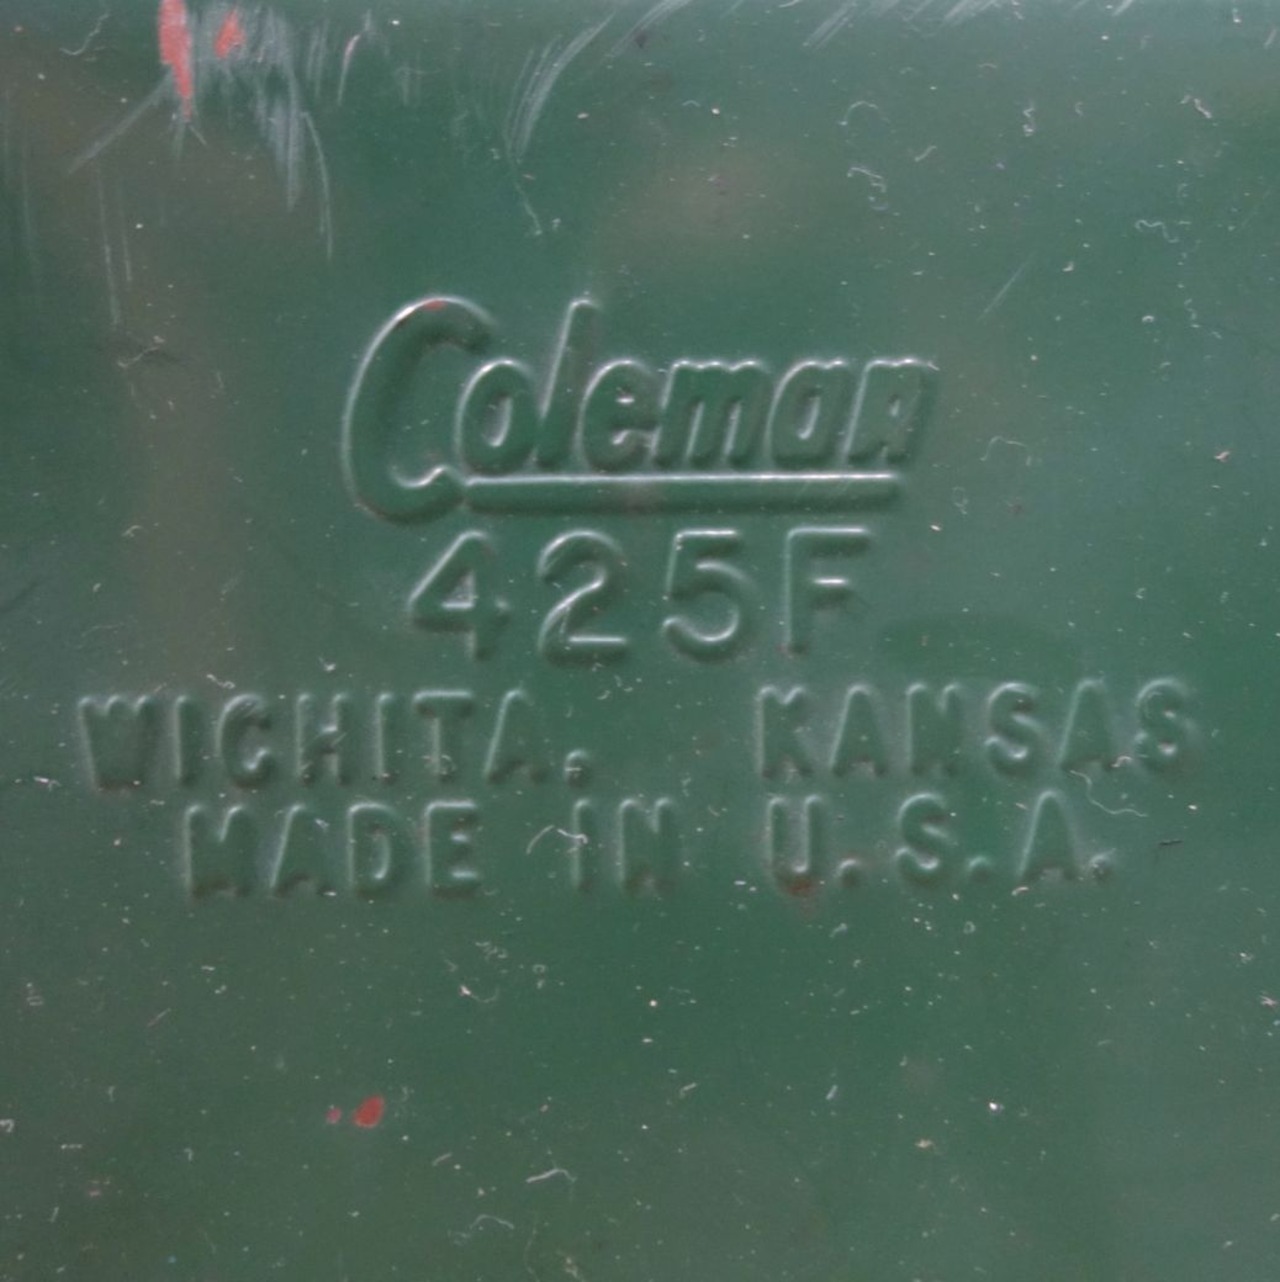 Coleman
425F
WICHITA, KANSAS
MADE IN U.S.A.